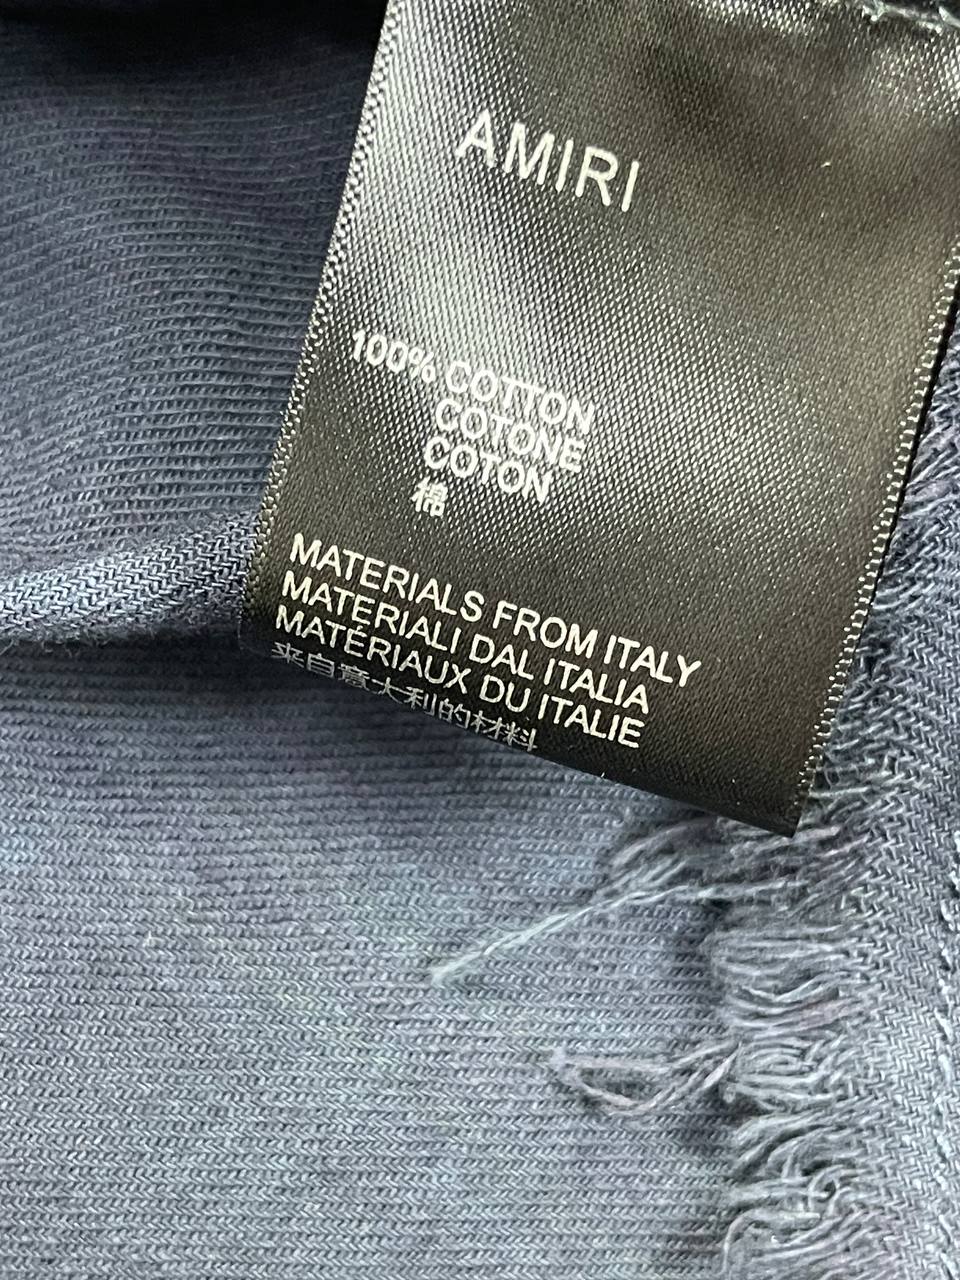 AMIRI
100% COTTON
COTONE
COTON
棉
MATERIALS FROM ITALY
MATERIALI DAL ITALIA
MATÉRIAUX DU ITALIE
来自意大利的材料